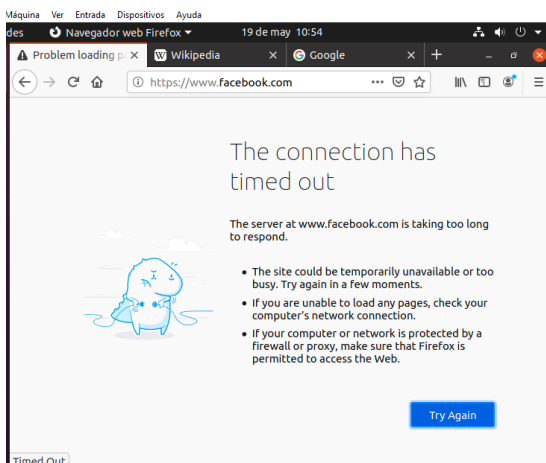 Máquina Ver Entrada Dispositivos Ayuda
des Navegador web Firefox 19 de may 10:54
Problem loading p W Wikipedia G Google
https://www.facebook.com
The connection has
timed out
The server at www.facebook.com is taking too long
to respond.
• The site could be temporarily unavailable or too
busy. Try again in a few moments.
• If you are unable to load any pages, check your
computer's network connection.
• If your computer or network is protected by a
firewall or proxy, make sure that Firefox is
permitted to access the Web.
Try Again
Timed Out